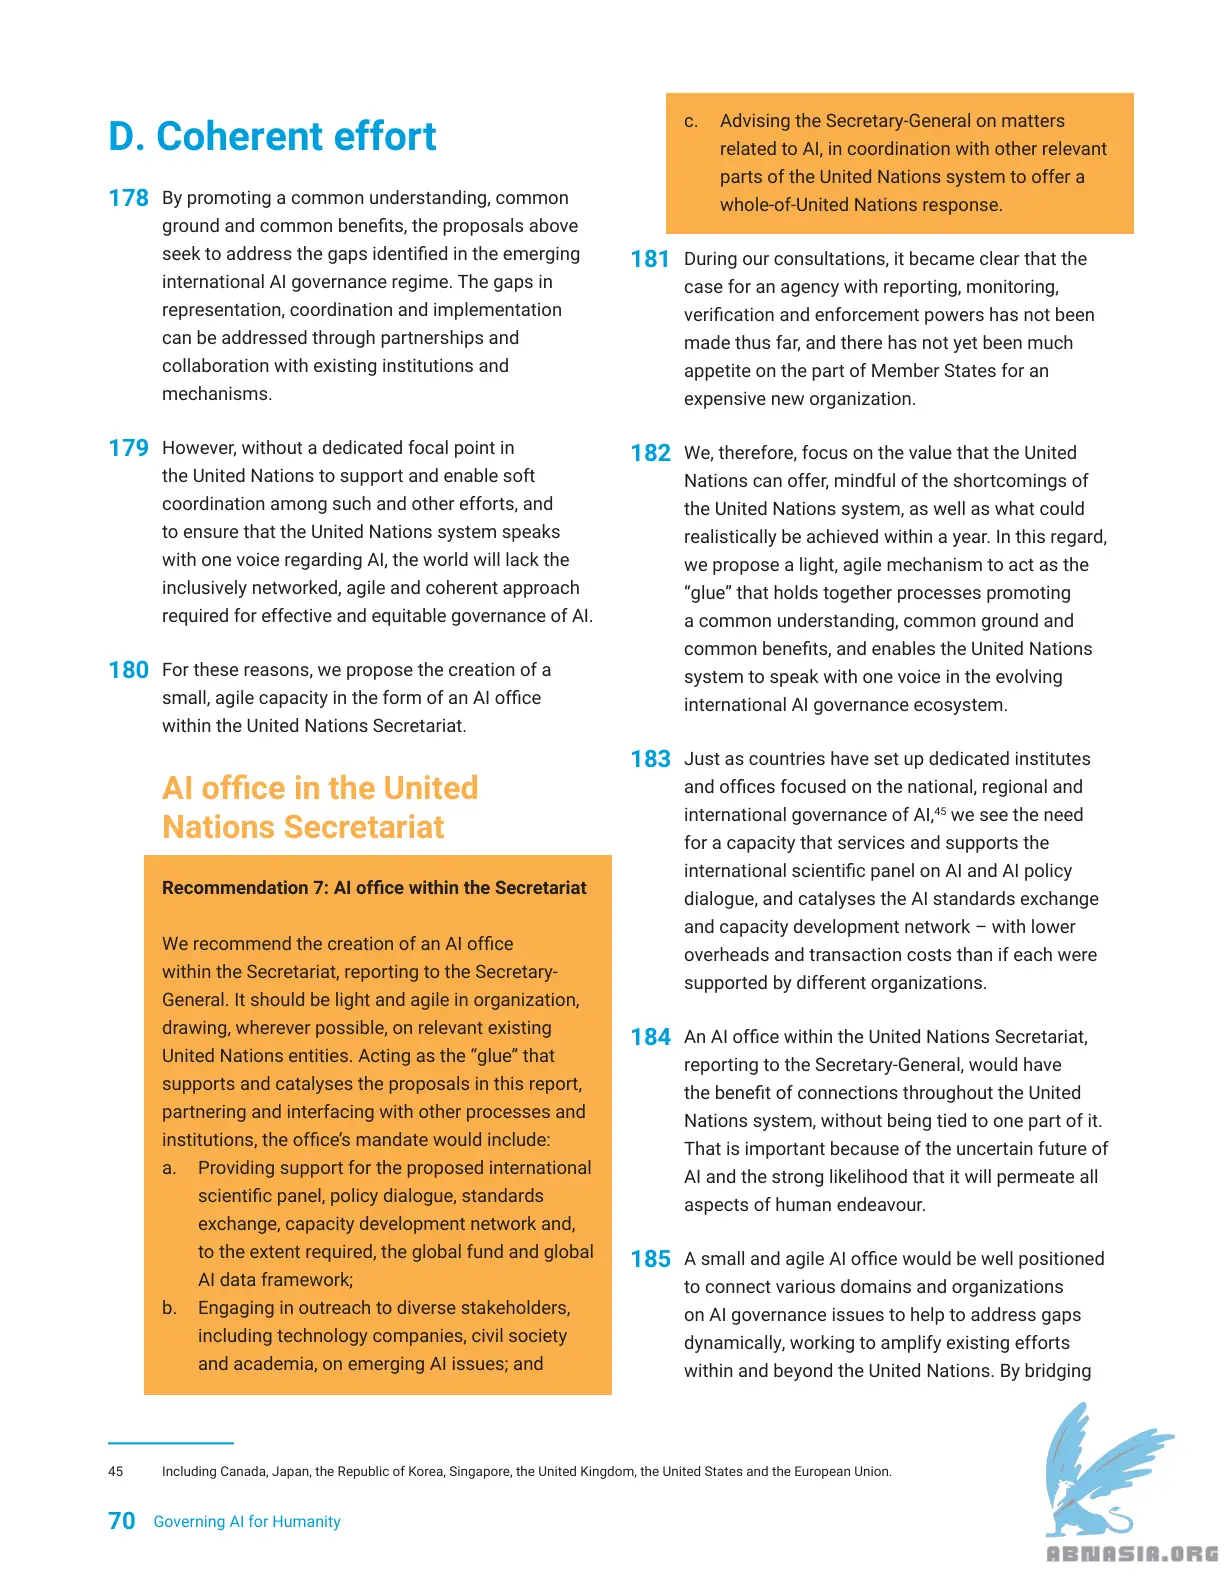 D. Coherent effort
178 By promoting a common understanding, common
ground and common benefits, the proposals above
seek to address the gaps identified in the emerging
international AI governance regime. The gaps in
representation, coordination and implementation
can be addressed through partnerships and
collaboration with existing institutions and
mechanisms.
179 However, without a dedicated focal point in
the United Nations to support and enable soft
coordination among such and other efforts, and
to ensure that the United Nations system speaks
with one voice regarding AI, the world will lack the
inclusively networked, agile and coherent approach
required for effective and equitable governance of AI.
180 For these reasons, we propose the creation of a
small, agile capacity in the form of an AI office
within the United Nations Secretariat.
AI office in the United
Nations Secretariat
Recommendation 7: AI office within the Secretariat
We recommend the creation of an AI office
within the Secretariat, reporting to the Secretary-
General. It should be light and agile in organization,
drawing, wherever possible, on relevant existing
United Nations entities. Acting as the “glue” that
supports and catalyses the proposals in this report,
partnering and interfacing with other processes and
institutions, the office’s mandate would include:
a. Providing support for the proposed international
scientific panel, policy dialogue, standards
exchange, capacity development network and,
to the extent required, the global fund and global
AI data framework;
b. Engaging in outreach to diverse stakeholders,
including technology companies, civil society
and academia, on emerging AI issues; and
c. Advising the Secretary-General on matters
related to AI, in coordination with other relevant
parts of the United Nations system to offer a
whole-of-United Nations response.
181 During our consultations, it became clear that the
case for an agency with reporting, monitoring,
verification and enforcement powers has not been
made thus far, and there has not yet been much
appetite on the part of Member States for an
expensive new organization.
182 We, therefore, focus on the value that the United
Nations can offer, mindful of the shortcomings of
the United Nations system, as well as what could
realistically be achieved within a year. In this regard,
we propose a light, agile mechanism to act as the
“glue” that holds together processes promoting
a common understanding, common ground and
common benefits, and enables the United Nations
system to speak with one voice in the evolving
international AI governance ecosystem.
183 Just as countries have set up dedicated institutes
and offices focused on the national, regional and
international governance of AI,45 we see the need
for a capacity that services and supports the
international scientific panel on AI and AI policy
dialogue, and catalyses the AI standards exchange
and capacity development network – with lower
overheads and transaction costs than if each were
supported by different organizations.
184 An AI office within the United Nations Secretariat,
reporting to the Secretary-General, would have
the benefit of connections throughout the United
Nations system, without being tied to one part of it.
That is important because of the uncertain future of
AI and the strong likelihood that it will permeate all
aspects of human endeavour.
185 A small and agile AI office would be well positioned
to connect various domains and organizations
on AI governance issues to help to address gaps
dynamically, working to amplify existing efforts
within and beyond the United Nations. By bridging
45 Including Canada, Japan, the Republic of Korea, Singapore, the United Kingdom, the United States and the European Union.
70 Governing AI for Humanity
ABNASIA.ORG